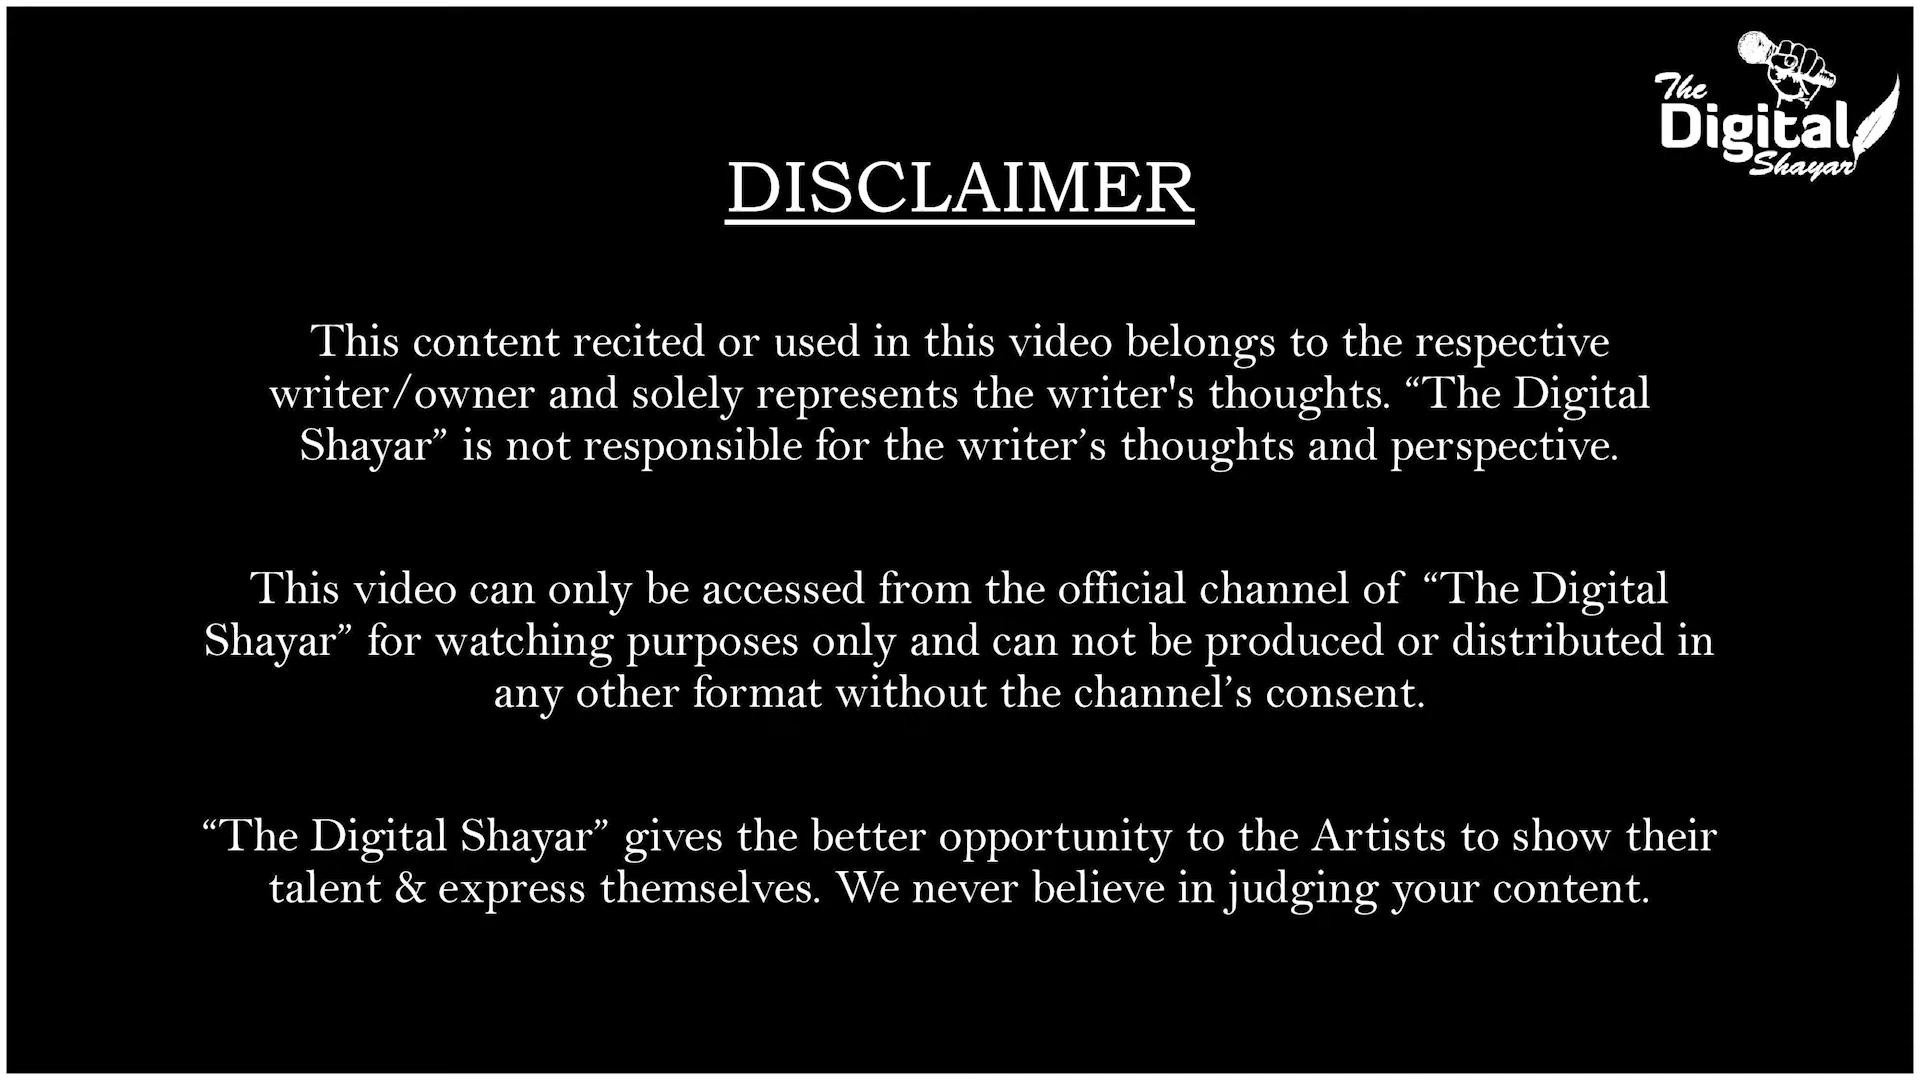 The
Digital
Shayar
DISCLAIMER
This content recited or used in this video belongs to the respective
writer/owner and solely represents the writer's thoughts. “The Digital
Shayar” is not responsible for the writer’s thoughts and perspective.
This video can only be accessed from the official channel of “The Digital
Shayar” for watching purposes only and can not be produced or distributed in
any other format without the channel’s consent.
“The Digital Shayar” gives the better opportunity to the Artists to show their
talent & express themselves. We never believe in judging your content.